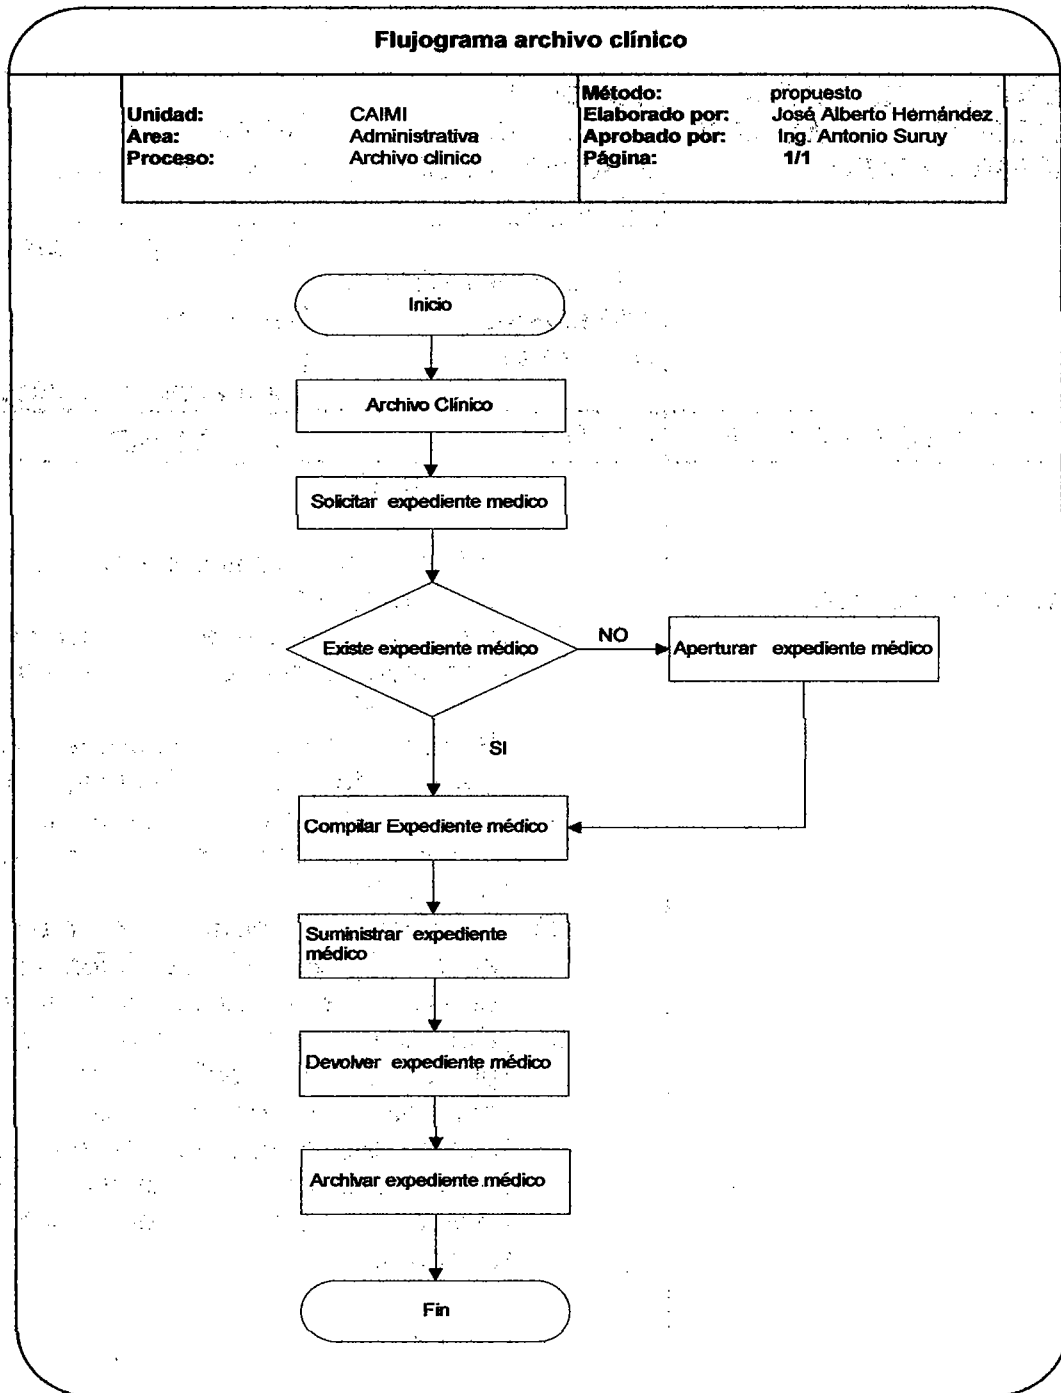 Flujograma archivo clínico
Unidad: CAIMI
Area: Administrativa
Proceso: Archivo clinico
Método: propuesto
Elaborado por: José Alberto Hernández
Aprobado por: Ing. Antonio Suruy
Página: 1/1
Inicio
Archivo Clínico
Solicitar expediente medico
Existe expediente médico
NO
Aperturar expediente médico
SI
Compilar Expediente médico
Suministrar expediente
médico
Devolver expediente médico
Archivar expediente médico
Fin